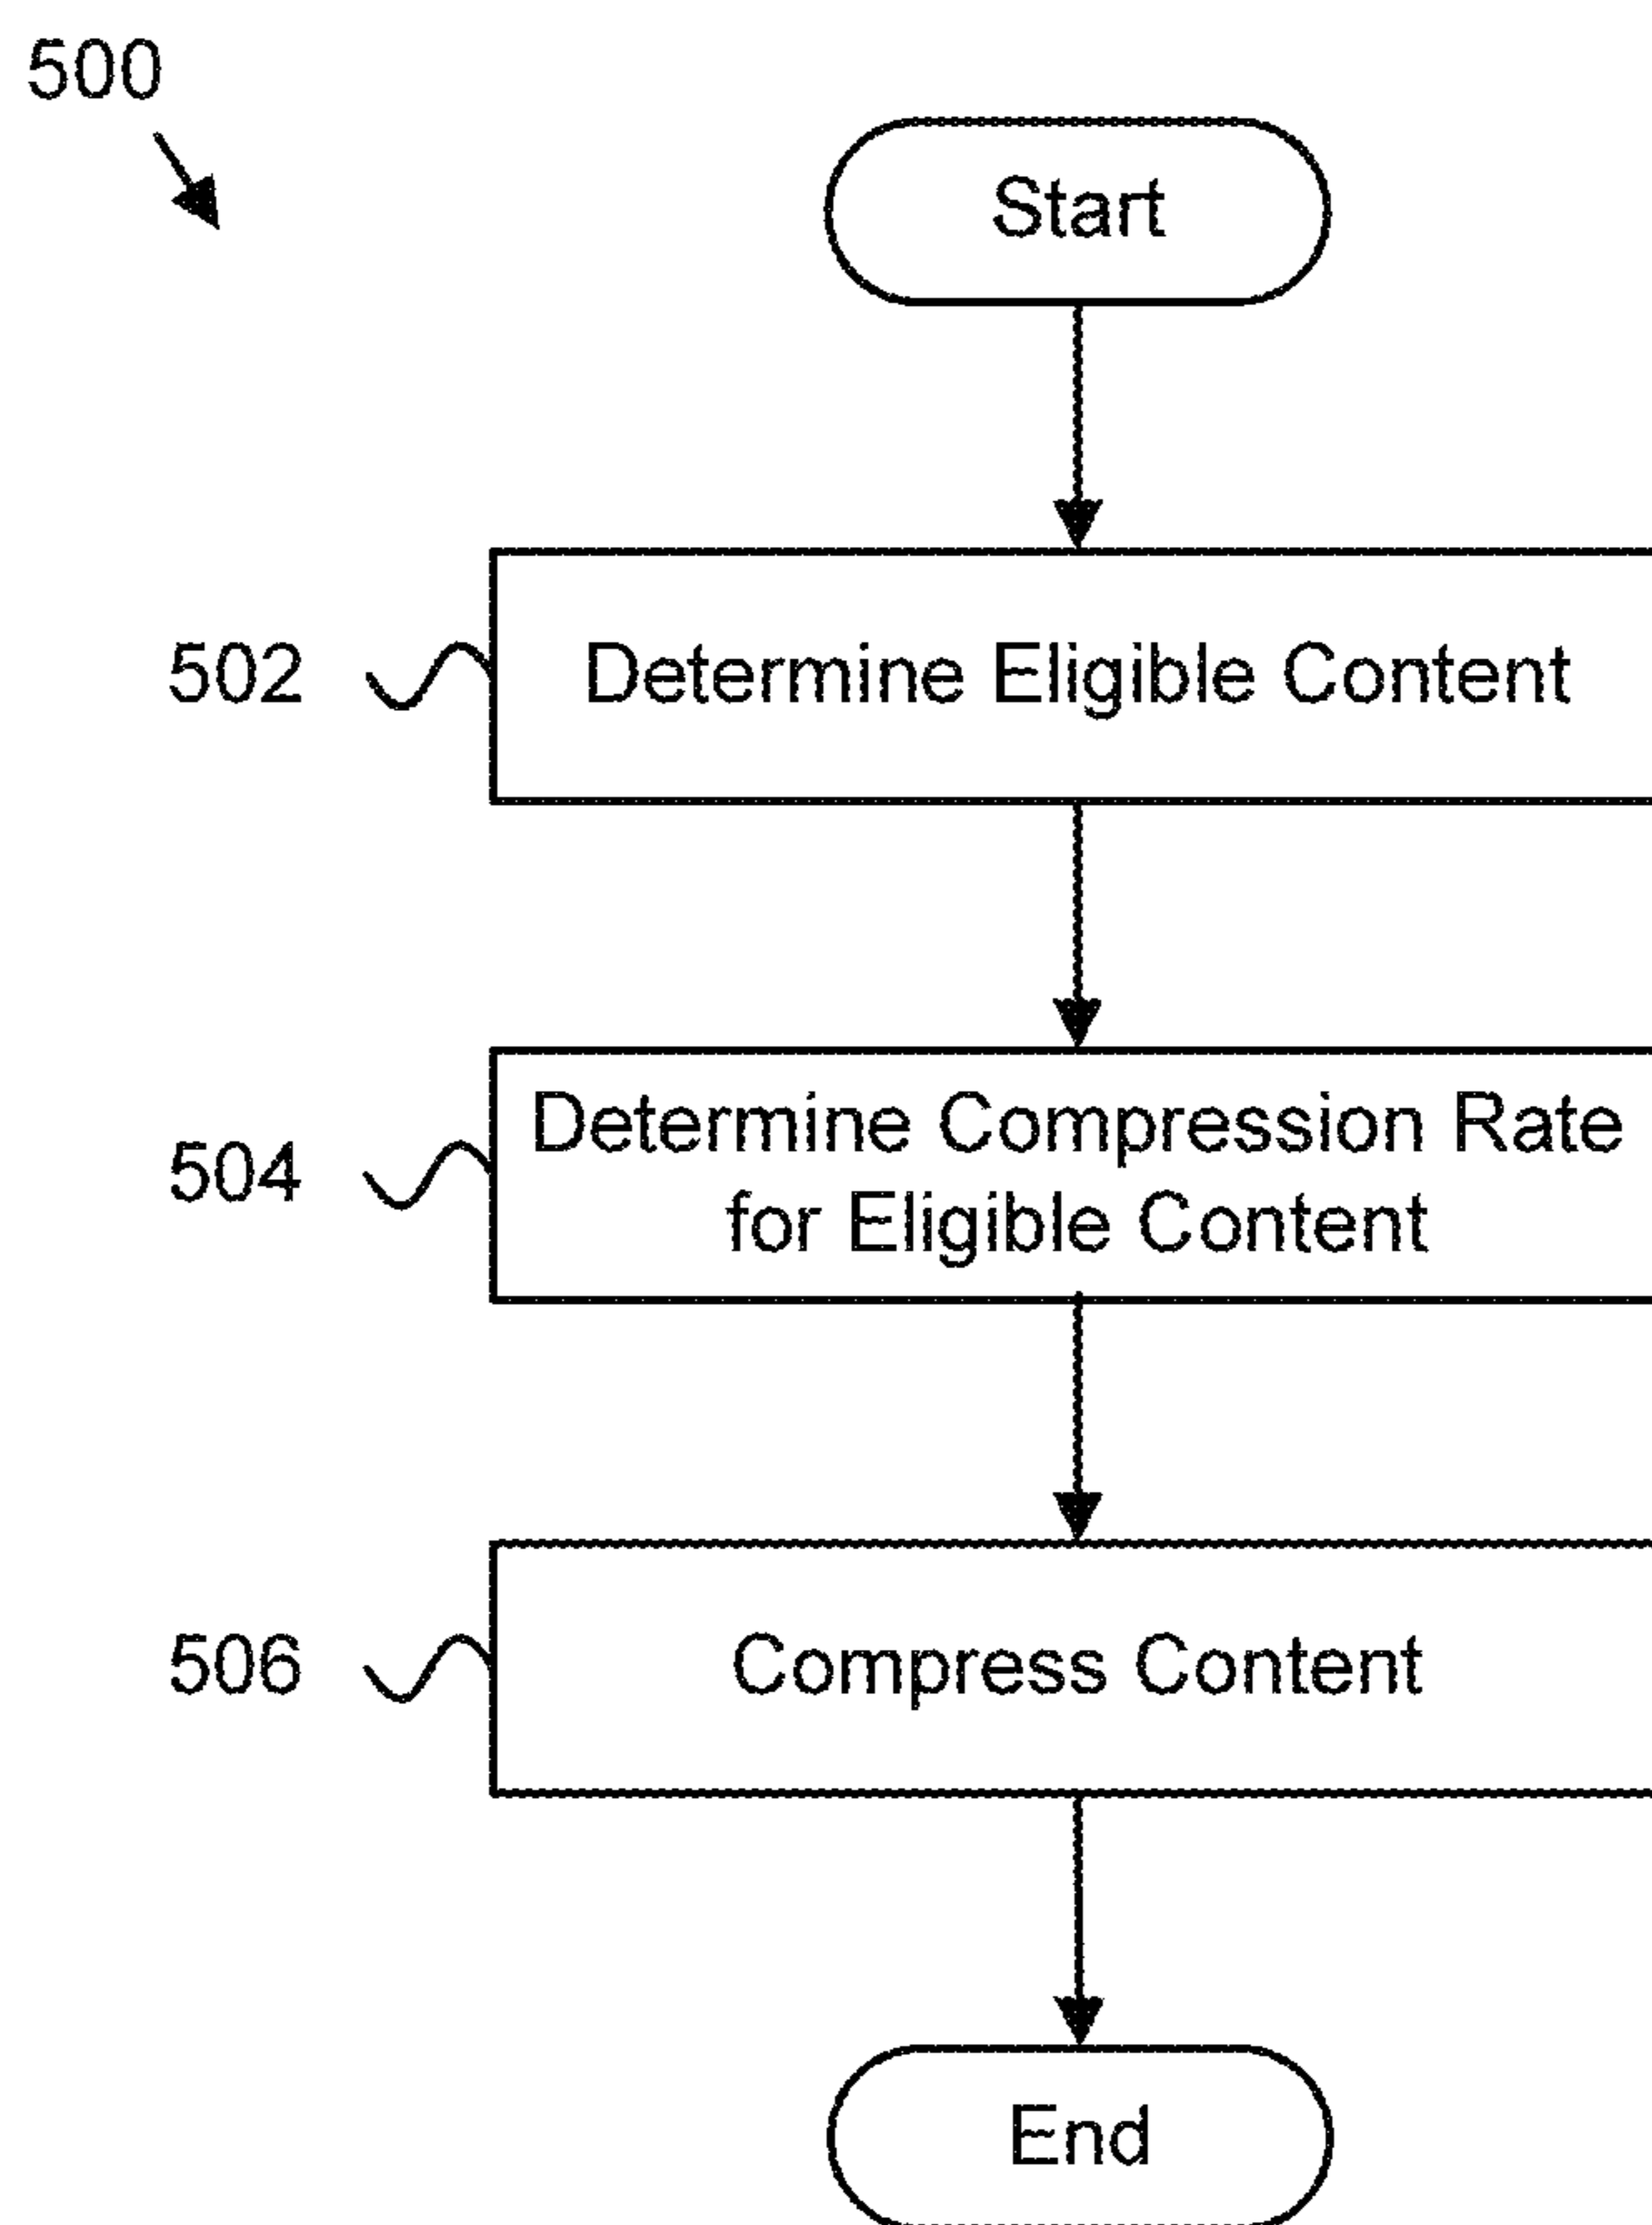 500
Start
502
Determine Eligible Content
504
Determine Compression Rate
for Eligible Content
506
Compress Content
End